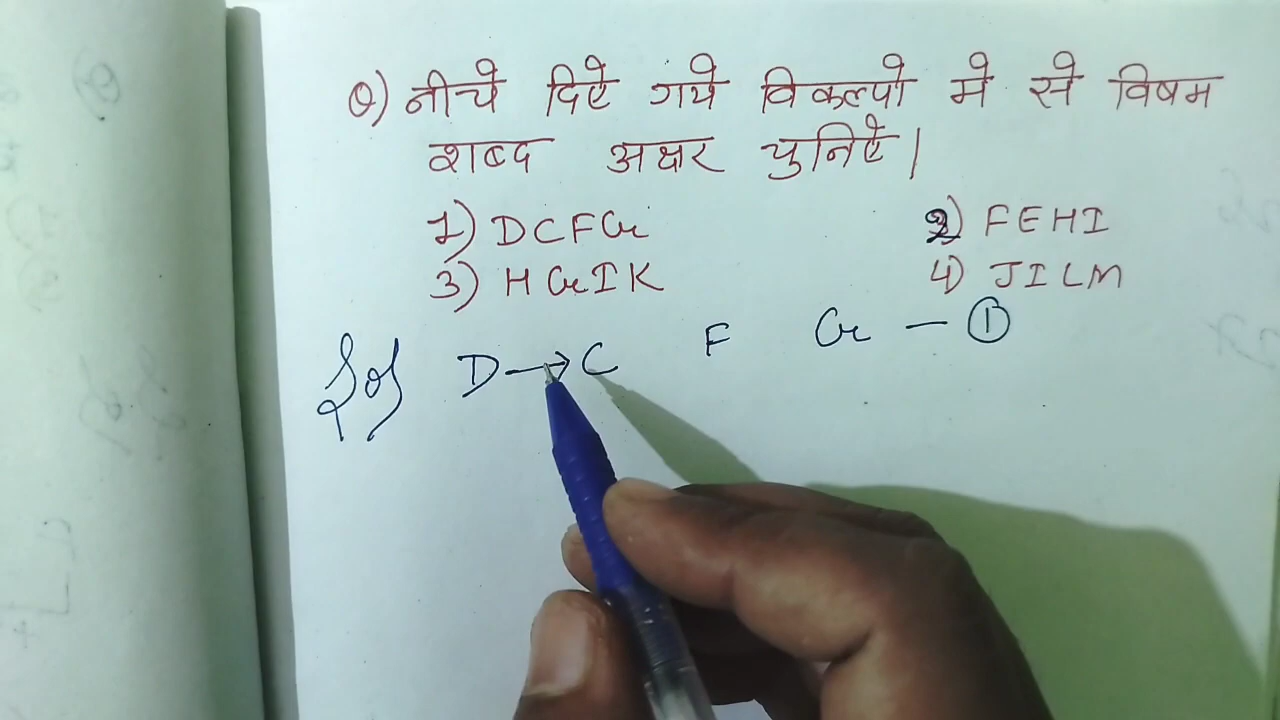 Q) नीचे दिऐ गये विकल्पो मे से विषम
शब्द अक्षर चुनिऐ।
1) DCFG 2) FEHI
3) HGIK 4) JILM
Sol D→C F G — ①